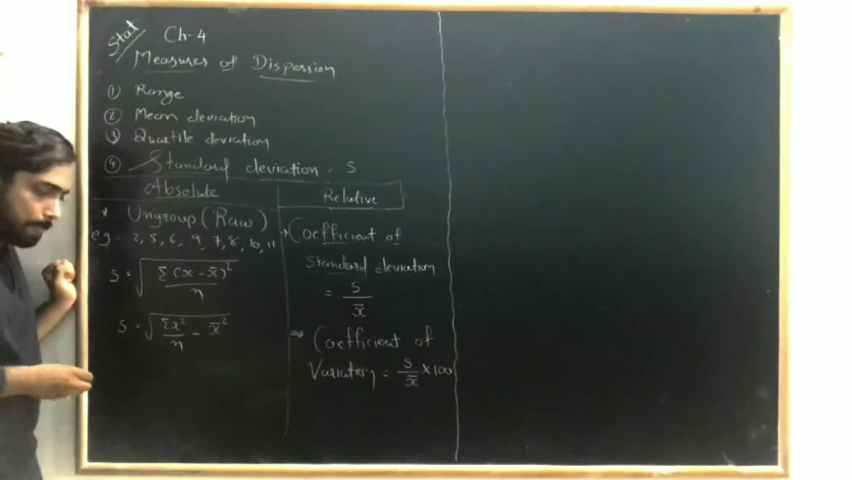 Stat
Ch-4
Measures of Dispersion
① Range
② Mean deviation
③ Quartile deviation
④ Standard deviation = S
Absolute
* Ungroup (Raw)
eg. 2, 5, 6, 9, 7, 8, 10, 11
S = √(Σ(x - x̄)² / n)
S = √(Σx² / n - x̄²)
Relative
⇒ Coefficient of
Standard deviation
= S / x̄
⇒ Coefficient of
Variation = S / x̄ × 100